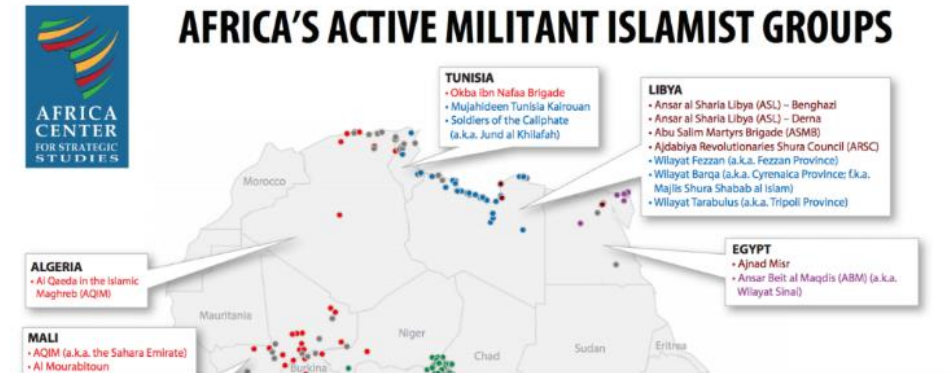 AFRICA'S ACTIVE MILITANT ISLAMIST GROUPS
AFRICA
CENTER
FOR STRATEGIC
STUDIES
TUNISIA
• Okba ibn Nafaa Brigade
• Mujahideen Tunisia Kairouan
• Soldiers of the Caliphate
(a.k.a. Jund al Khilafah)
LIBYA
• Ansar al Sharia Libya (ASL) – Benghazi
• Ansar al Sharia Libya (ASL) – Derna
• Abu Salim Martyrs Brigade (ASMB)
• Ajdabiya Revolutionaries Shura Council (ARSC)
• Wilayat Fezzan (a.k.a. Fezzan Province)
• Wilayat Barqa (a.k.a. Cyrenaica Province; f.k.a.
Majlis Shura Shabab al Islam)
• Wilayat Tarabulus (a.k.a. Tripoli Province)
Morocco
EGYPT
• Ajnad Misr
• Ansar Beit al Maqdis (ABM) (a.k.a.
Wilayat Sinai)
ALGERIA
• Al Qaeda in the Islamic
Maghreb (AQIM)
Mauritania
MALI
• AQIM (a.k.a. the Sahara Emirate)
• Al Mourabitoun
Burkina
Niger
Chad
Sudan
Eritrea